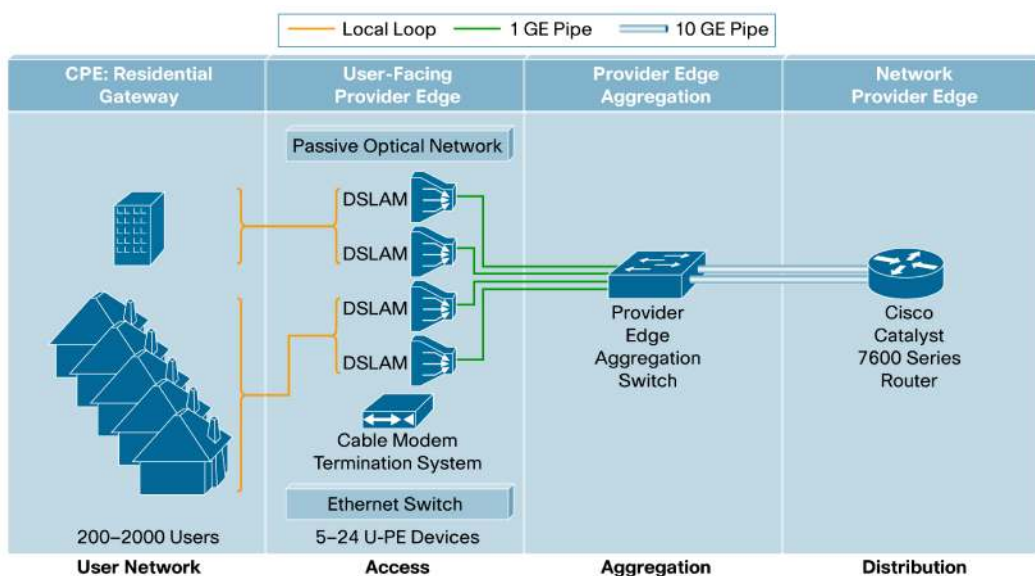 Local Loop
1 GE Pipe
10 GE Pipe
CPE: Residential
Gateway
User-Facing
Provider Edge
Provider Edge
Aggregation
Network
Provider Edge
Passive Optical Network
DSLAM
DSLAM
DSLAM
DSLAM
Cable Modem
Termination System
Ethernet Switch
Provider
Edge
Aggregation
Switch
Cisco
Catalyst
7600 Series
Router
200–2000 Users
5–24 U-PE Devices
User Network
Access
Aggregation
Distribution